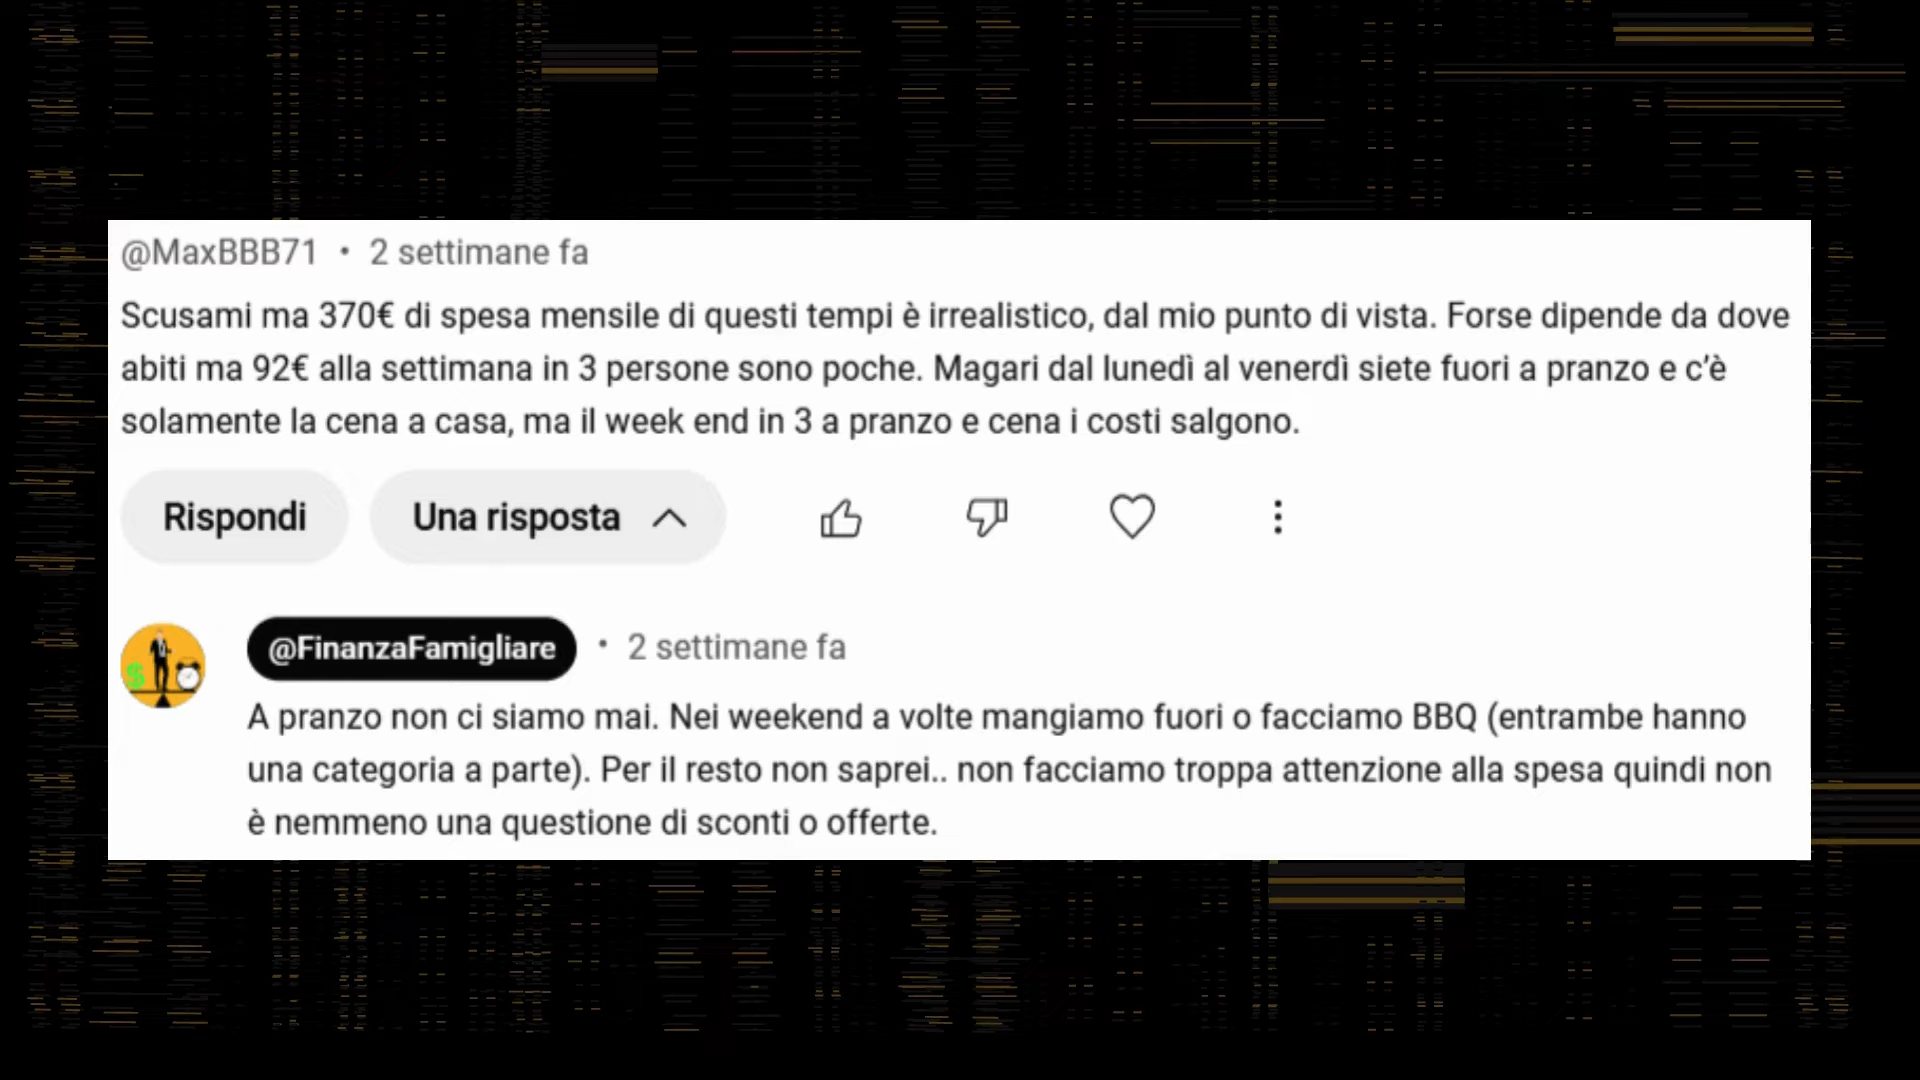 @MaxBBB71 • 2 settimane fa
Scusami ma 370€ di spesa mensile di questi tempi è irrealistico, dal mio punto di vista. Forse dipende da dove
abiti ma 92€ alla settimana in 3 persone sono poche. Magari dal lunedì al venerdì siete fuori a pranzo e c’è
solamente la cena a casa, ma il week end in 3 a pranzo e cena i costi salgono.
Rispondi
Una risposta
@FinanzaFamigliare • 2 settimane fa
A pranzo non ci siamo mai. Nei weekend a volte mangiamo fuori o facciamo BBQ (entrambe hanno
una categoria a parte). Per il resto non saprei.. non facciamo troppa attenzione alla spesa quindi non
è nemmeno una questione di sconti o offerte.